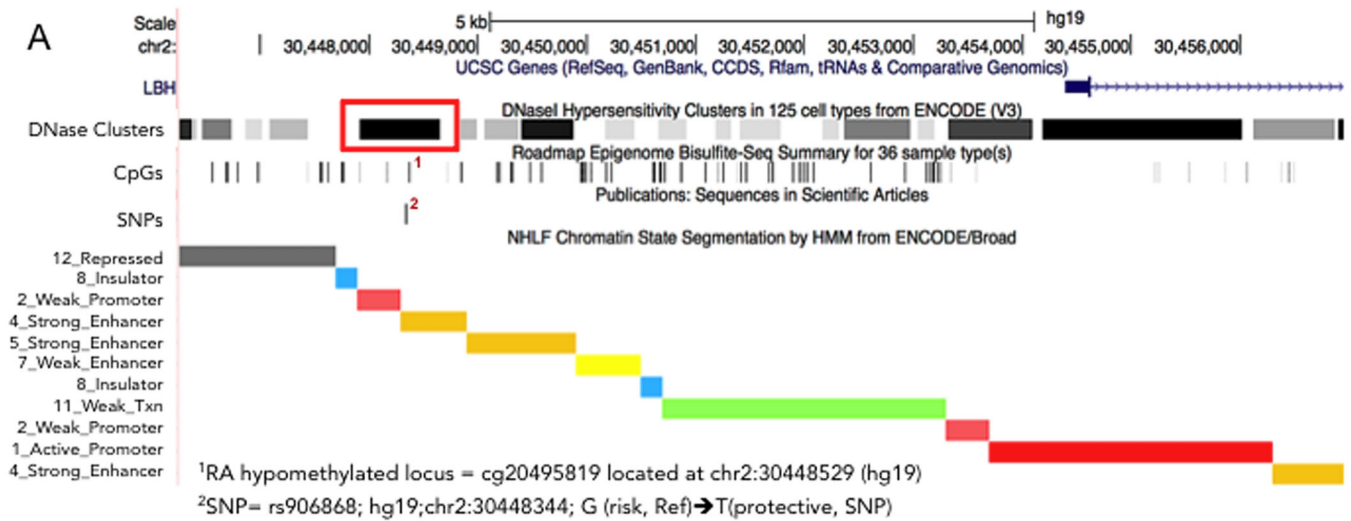 A
Scale 5 kb hg19
chr2: 30,448,000 30,449,000 30,450,000 30,451,000 30,452,000 30,453,000 30,454,000 30,455,000 30,456,000
UCSC Genes (RefSeq, GenBank, CCDS, Rfam, tRNAs & Comparative Genomics)
LBH
DNaseI Hypersensitivity Clusters in 125 cell types from ENCODE (V3)
DNase Clusters
Roadmap Epigenome Bisulfite-Seq Summary for 36 sample type(s)
CpGs 1
Publications: Sequences in Scientific Articles
SNPs 2
NHLF Chromatin State Segmentation by HMM from ENCODE/Broad
12_Repressed
8_Insulator
2_Weak_Promoter
4_Strong_Enhancer
5_Strong_Enhancer
7_Weak_Enhancer
8_Insulator
11_Weak_Txn
2_Weak_Promoter
1_Active_Promoter
4_Strong_Enhancer
¹RA hypomethylated locus = cg20495819 located at chr2:30448529 (hg19)
²SNP= rs906868; hg19;chr2:30448344; G (risk, Ref)➔T(protective, SNP)